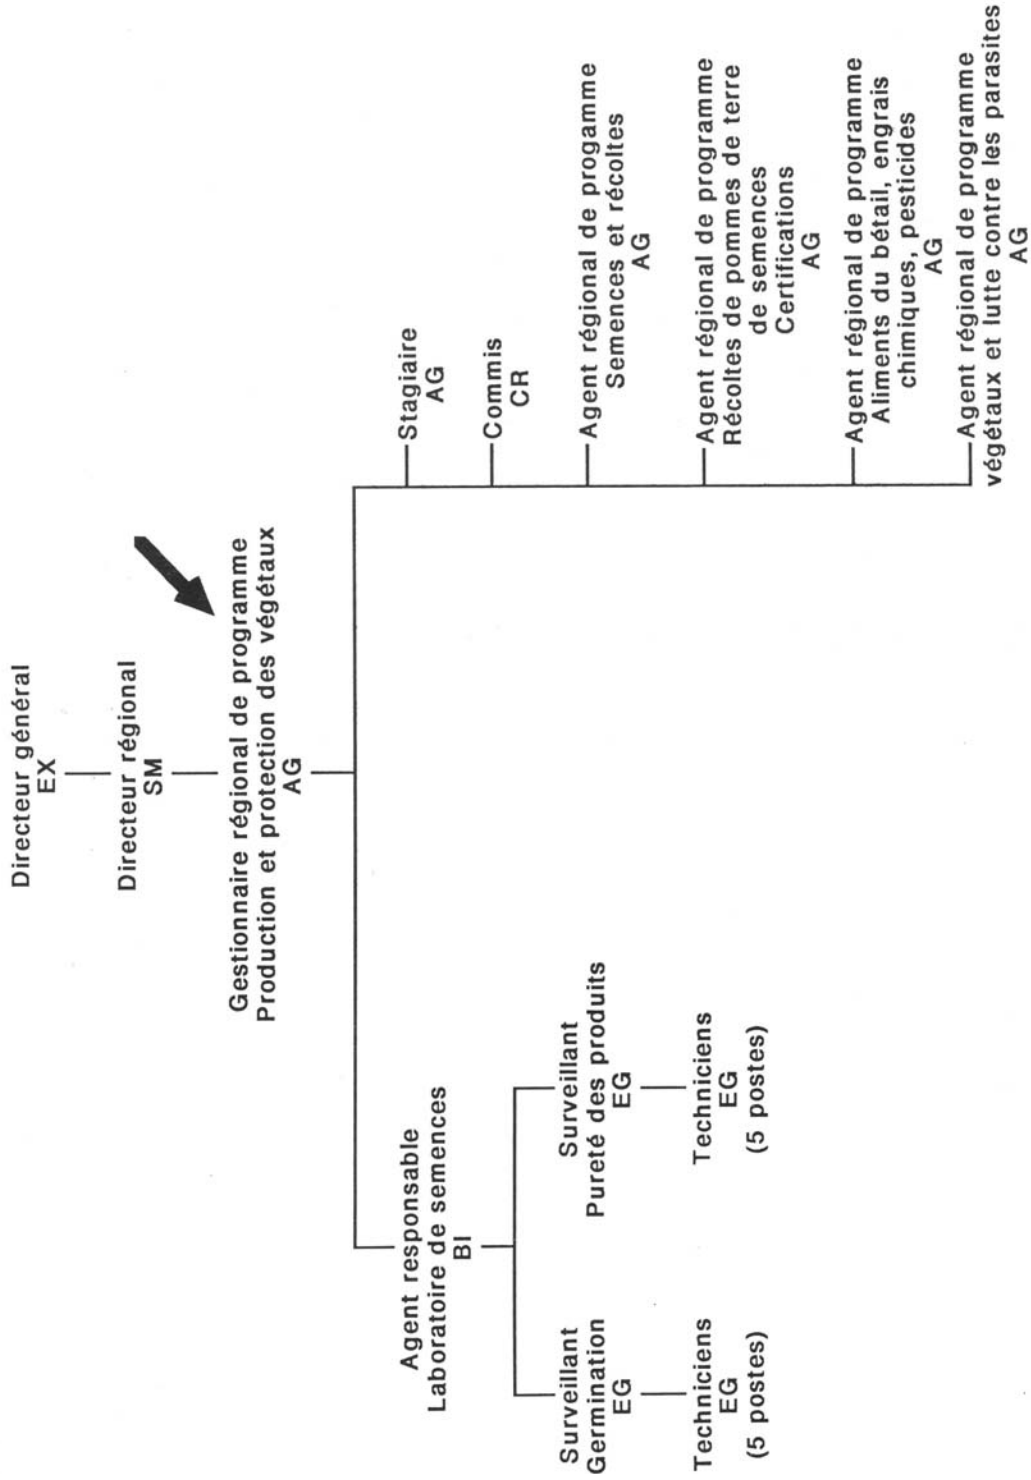 Directeur général
EX
Directeur régional
SM
Gestionnaire régional de programme
Production et protection des végétaux
AG
Agent responsable
Laboratoire de semences
BI
Surveillant
Germination
EG
Techniciens
EG
(5 postes)
Surveillant
Pureté des produits
EG
Techniciens
EG
(5 postes)
Stagiaire
AG
Commis
CR
Agent régional de progamme
Semences et récoltes
AG
Agent régional de programme
Récoltes de pommes de terre
de semences
Certifications
AG
Agent régional de programme
Aliments du bétail, engrais
chimiques, pesticides
AG
Agent régional de programme
végétaux et lutte contre les parasites
AG